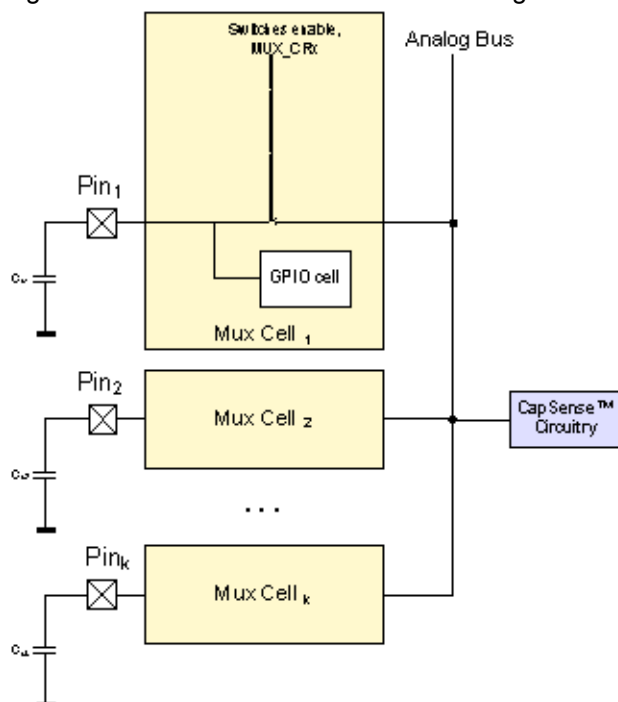 Switches enable,
MUX_CRx
Analog Bus
Pin1
GPIO cell
Mux Cell 1
Pin2
Mux Cell 2
CapSense™
Circuitry
...
Pink
Mux Cell k